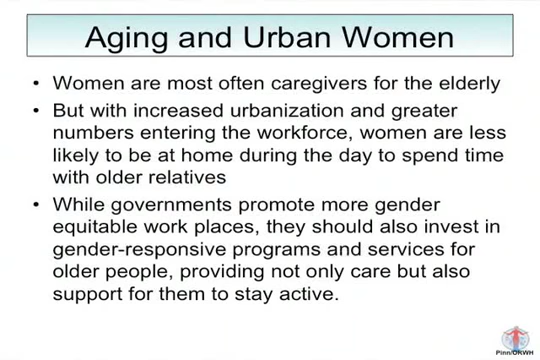 Aging and Urban Women
• Women are most often caregivers for the elderly
• But with increased urbanization and greater
numbers entering the workforce, women are less
likely to be at home during the day to spend time
with older relatives
• While governments promote more gender
equitable work places, they should also invest in
gender-responsive programs and services for
older people, providing not only care but also
support for them to stay active.
Pinn/ORWH